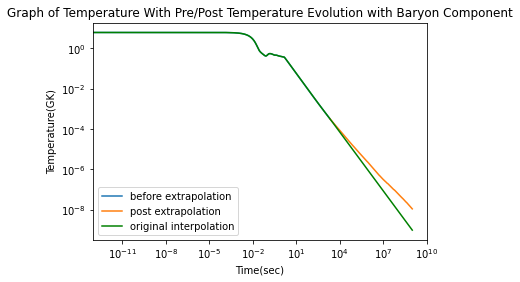 Graph of Temperature With Pre/Post Temperature Evolution with Baryon Component
Temperature(GK)
10^0
10^-2
10^-4
10^-6
10^-8
before extrapolation
post extrapolation
original interpolation
10^-11 10^-8 10^-5 10^-2 10^1 10^4 10^7 10^10
Time(sec)